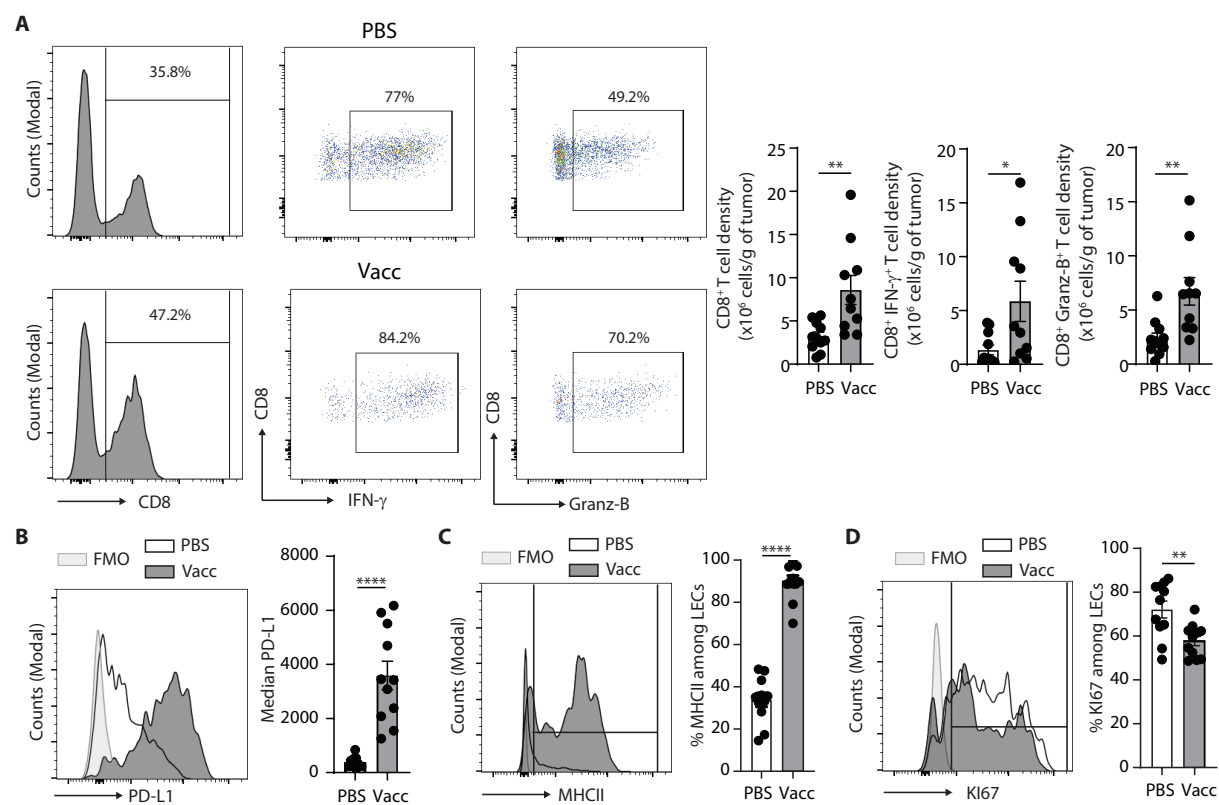 A
PBS
Counts (Modal)
35.8%
77%
49.2%
Vacc
Counts (Modal)
47.2%
84.2%
70.2%
CD8
CD8
CD8
IFN-γ
Granz-B
CD8⁺ T cell density
(x10⁶ cells/g of tumor)
25
20
15
10
5
0
**
PBS Vacc
CD8⁺ IFN-γ⁺ T cell density
(x10⁶ cells/g of tumor)
20
15
10
5
0
*
PBS Vacc
CD8⁺ Granz-B⁺ T cell density
(x10⁶ cells/g of tumor)
20
15
10
5
0
**
PBS Vacc
B
FMO
PBS
Vacc
Counts (Modal)
PD-L1
Median PD-L1
8000
6000
4000
2000
0
****
PBS Vacc
C
FMO
PBS
Vacc
Counts (Modal)
MHCII
% MHCII among LECs
100
80
60
40
20
0
****
PBS Vacc
D
FMO
PBS
Vacc
Counts (Modal)
KI67
% KI67 among LECs
100
80
60
40
20
0
**
PBS Vacc